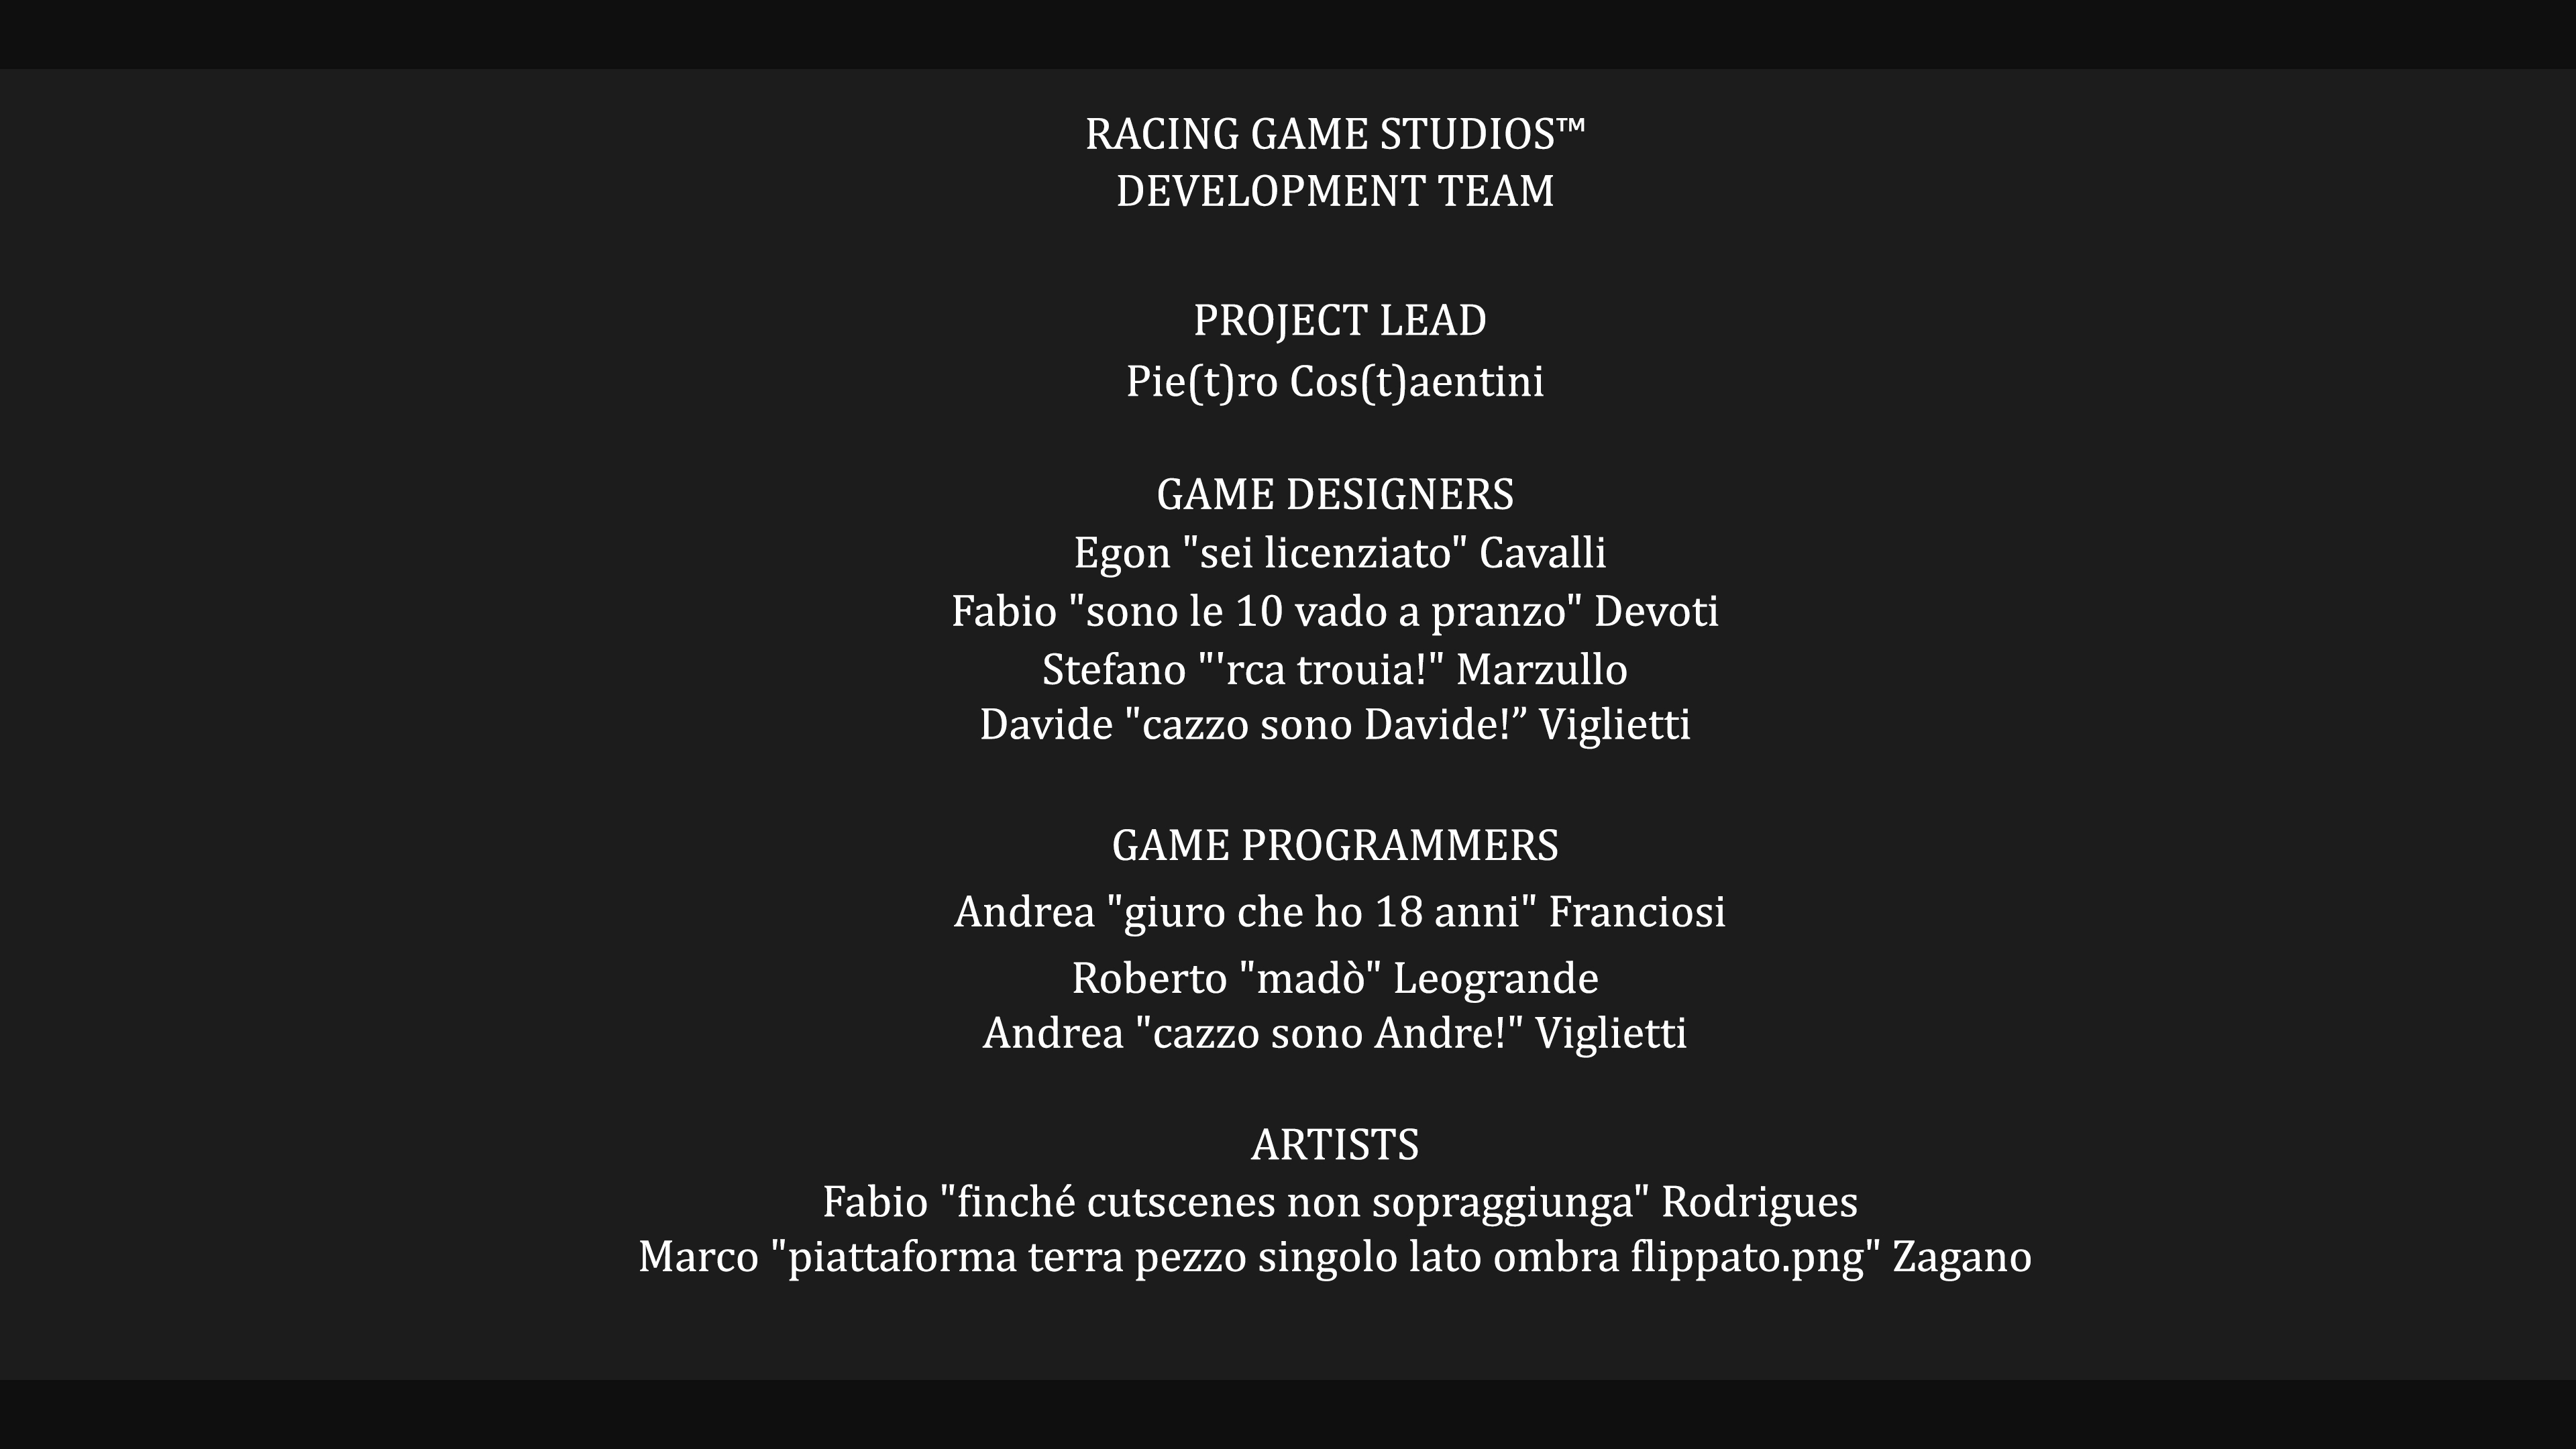 RACING GAME STUDIOS™
DEVELOPMENT TEAM
PROJECT LEAD
Pie(t)ro Cos(t)aentini
GAME DESIGNERS
Egon "sei licenziato" Cavalli
Fabio "sono le 10 vado a pranzo" Devoti
Stefano "'rca trouia!" Marzullo
Davide "cazzo sono Davide!” Viglietti
GAME PROGRAMMERS
Andrea "giuro che ho 18 anni" Franciosi
Roberto "madò" Leogrande
Andrea "cazzo sono Andre!" Viglietti
ARTISTS
Fabio "finché cutscenes non sopraggiunga" Rodrigues
Marco "piattaforma terra pezzo singolo lato ombra flippato.png" Zagano